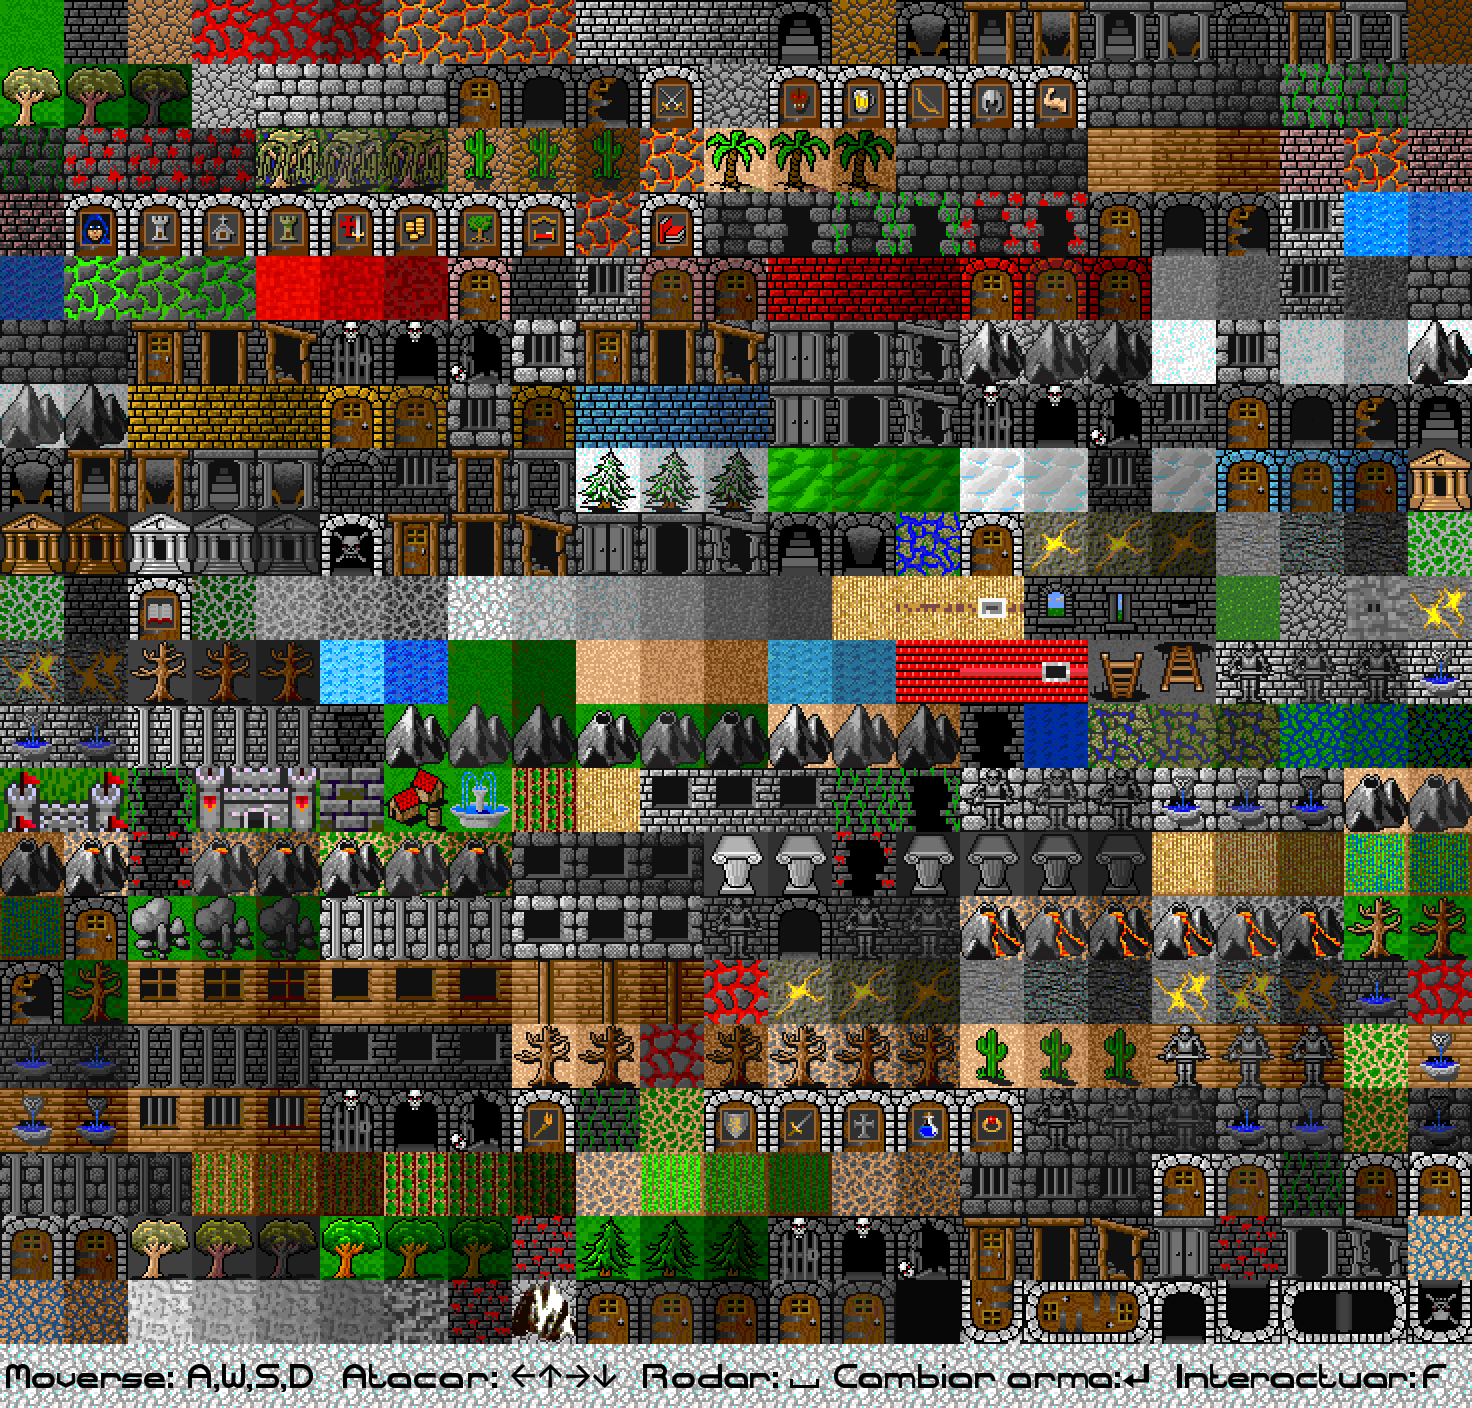 Moverse: A,W,S,D Atacar: ←↑→↓ Rodar: ⎵ Cambiar arma:↵ Interactuar:F